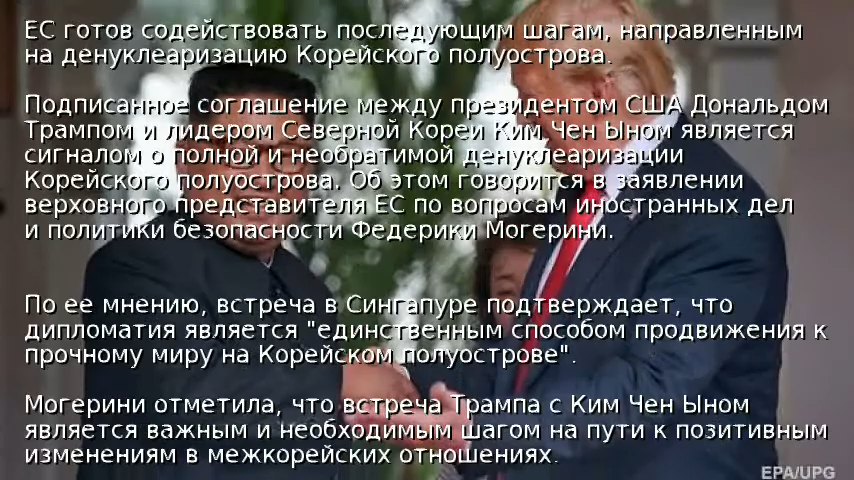 ЕС готов содействовать последующим шагам, направленным
на денуклеаризацию Корейского полуострова.
Подписанное соглашение между президентом США Дональдом
Трампом и лидером Северной Кореи Ким Чен Ыном является
сигналом о полной и необратимой денуклеаризации
Корейского полуострова. Об этом говорится в заявлении
верховного представителя ЕС по вопросам иностранных дел
и политики безопасности Федерики Могерини.
По ее мнению, встреча в Сингапуре подтверждает, что
дипломатия является "единственным способом продвижения к
прочному миру на Корейском полуострове".
Могерини отметила, что встреча Трампа с Ким Чен Ыном
является важным и необходимым шагом на пути к позитивным
изменениям в межкорейских отношениях.
EPA/UPG